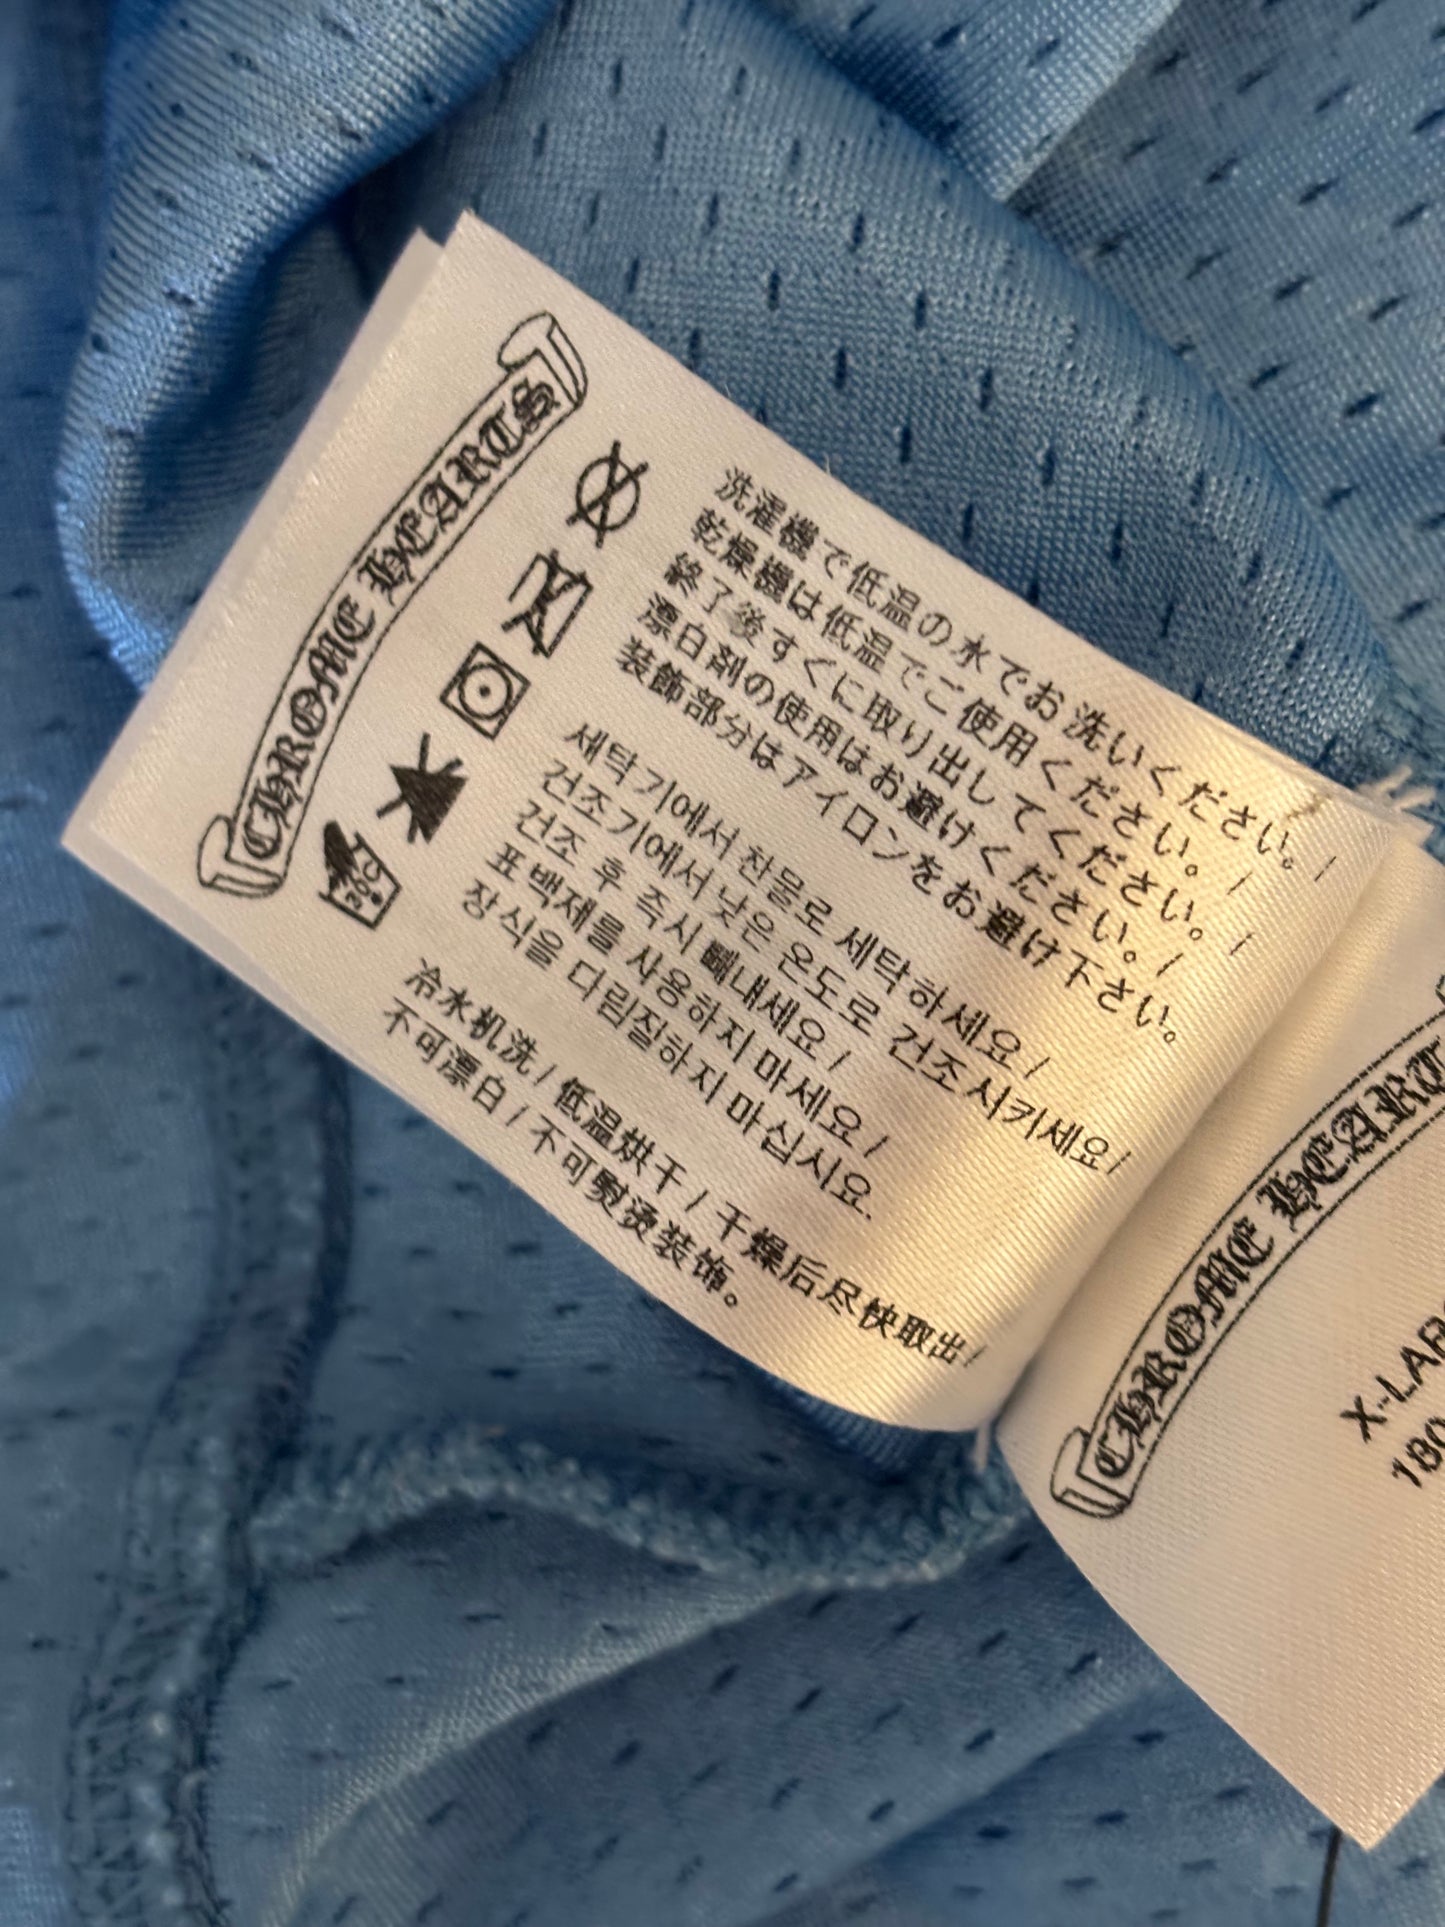 CHROME HEARTS
30°C
洗濯機で低温の水でお洗いください。/
乾燥機は低温でご使用ください。/
終了後すぐに取り出してください。/
漂白剤の使用はお避けください。/
装飾部分はアイロンをお避け下さい。
세탁기에서 찬물로 세탁하세요 /
건조기에서 낮은 온도로 건조시키세요 /
건조 후 즉시 빼내세요 /
표백제를 사용하지 마세요 /
장식을 다림질하지 마십시요.
冷水机洗 / 低温烘干 / 干燥后尽快取出 /
不可漂白 / 不可熨烫装饰。
CHROME HEART
X-LAR
180